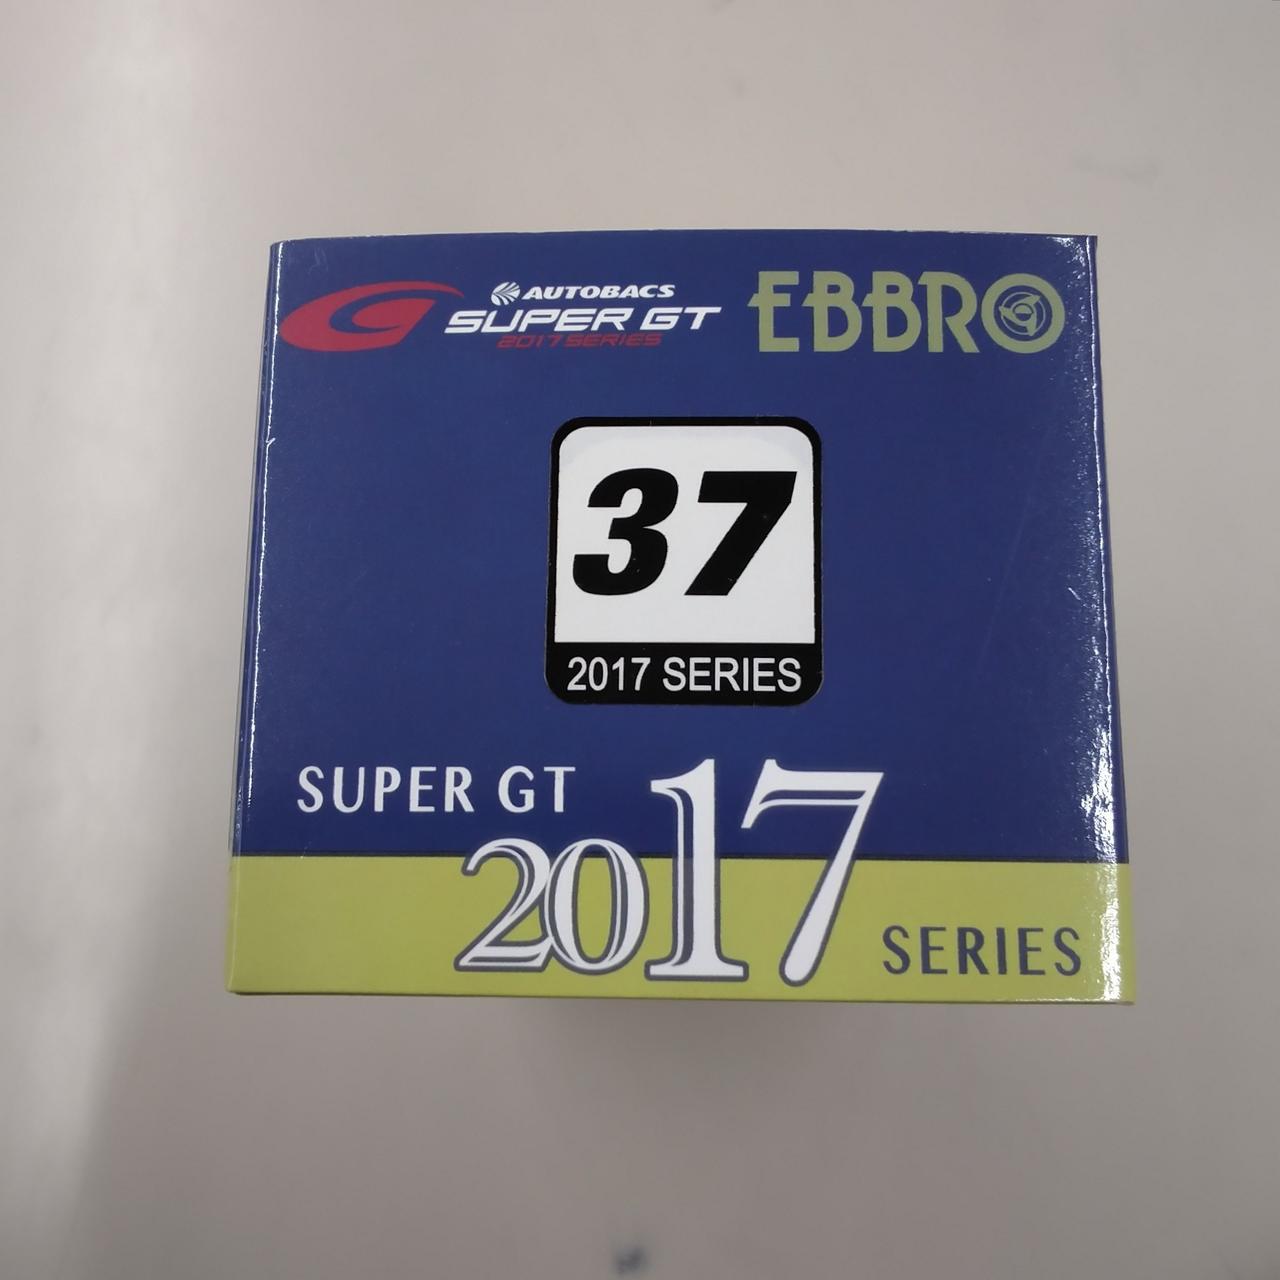 AUTOBACS
SUPER GT
2017 SERIES
EBBRO
37
2017 SERIES
SUPER GT
2017
SERIES